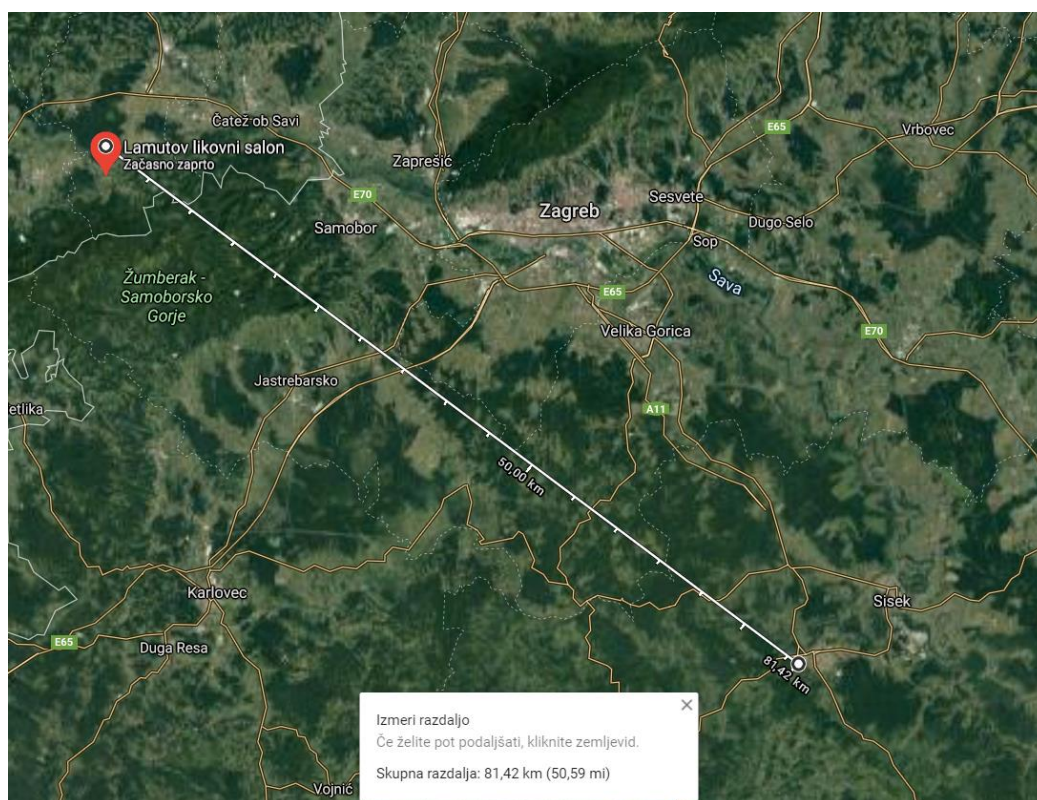 Čatež ob Savi
E65
Vrbovec
Lamutov likovni salon
Začasno zaprto
Zaprešić
E70
Sesvete
Zagreb
Samobor
Dugo Selo
Sop
Žumberak -
Samoborsko
Gorje
Sava
E65
Velika Gorica
E70
Jastrebarsko
etlika
A11
50,00 km
Karlovec
Sisek
E65
Duga Resa
81,42 km
Izmeri razdaljo
Če želite pot podaljšati, kliknite zemljevid.
Skupna razdalja: 81,42 km (50,59 mi)
Vojnić